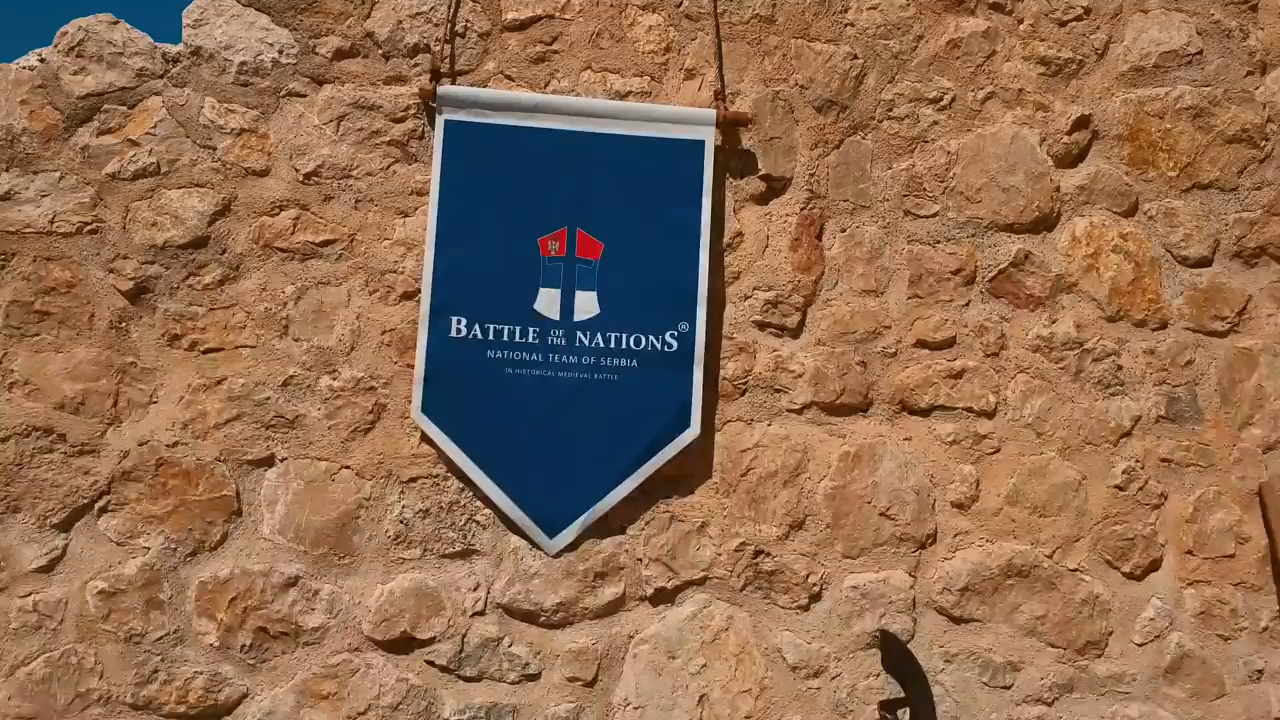 BATTLE OF THE NATIONS®
NATIONAL TEAM OF SERBIA
IN HISTORICAL MEDIEVAL BATTLE